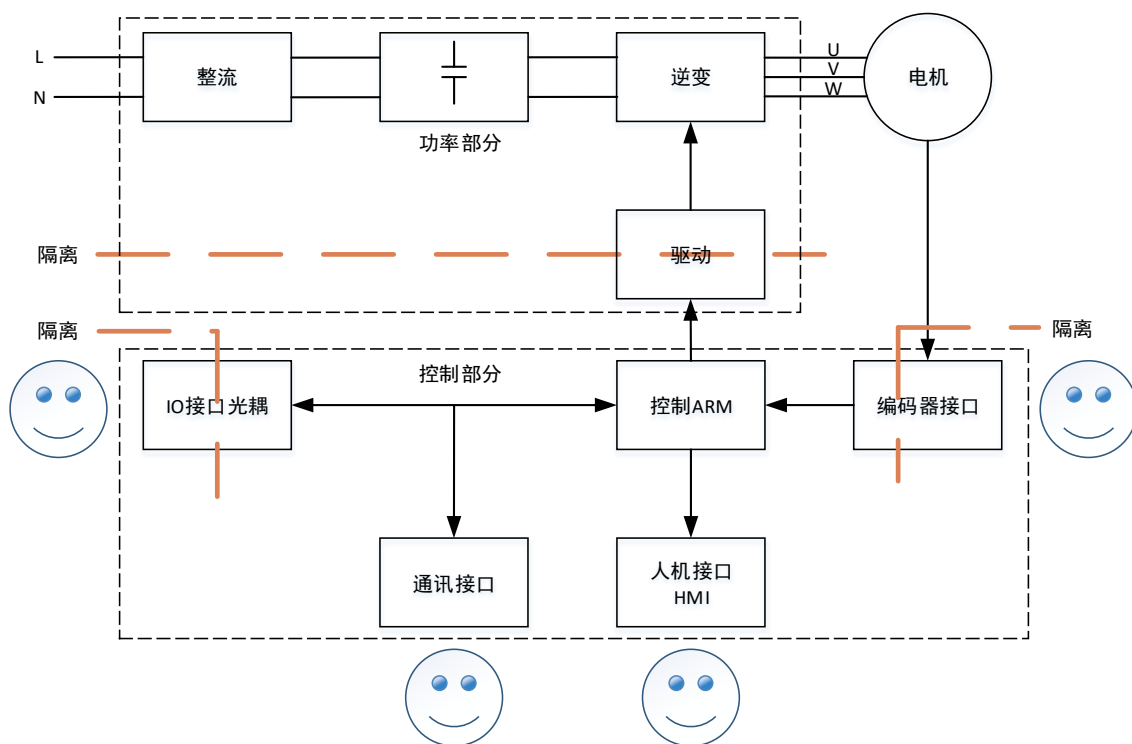 L
N
整流
逆变
U
V
W
电机
功率部分
隔离
驱动
隔离
隔离
控制部分
IO接口光耦
控制ARM
编码器接口
通讯接口
人机接口
HMI